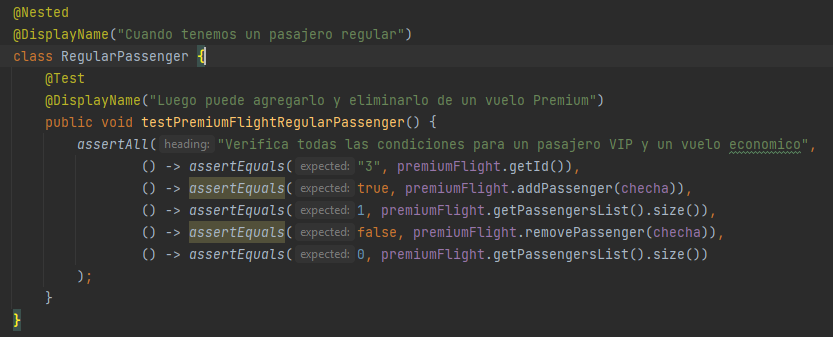 @Nested
@DisplayName("Cuando tenemos un pasajero regular")
class RegularPassenger {
@Test
@DisplayName("Luego puede agregarlo y eliminarlo de un vuelo Premium")
public void testPremiumFlightRegularPassenger() {
assertAll( heading: "Verifica todas las condiciones para un pasajero VIP y un vuelo economico",
() -> assertEquals( expected: "3", premiumFlight.getId()),
() -> assertEquals( expected: true, premiumFlight.addPassenger(checha)),
() -> assertEquals( expected: 1, premiumFlight.getPassengersList().size()),
() -> assertEquals( expected: false, premiumFlight.removePassenger(checha)),
() -> assertEquals( expected: 0, premiumFlight.getPassengersList().size())
);
}
}